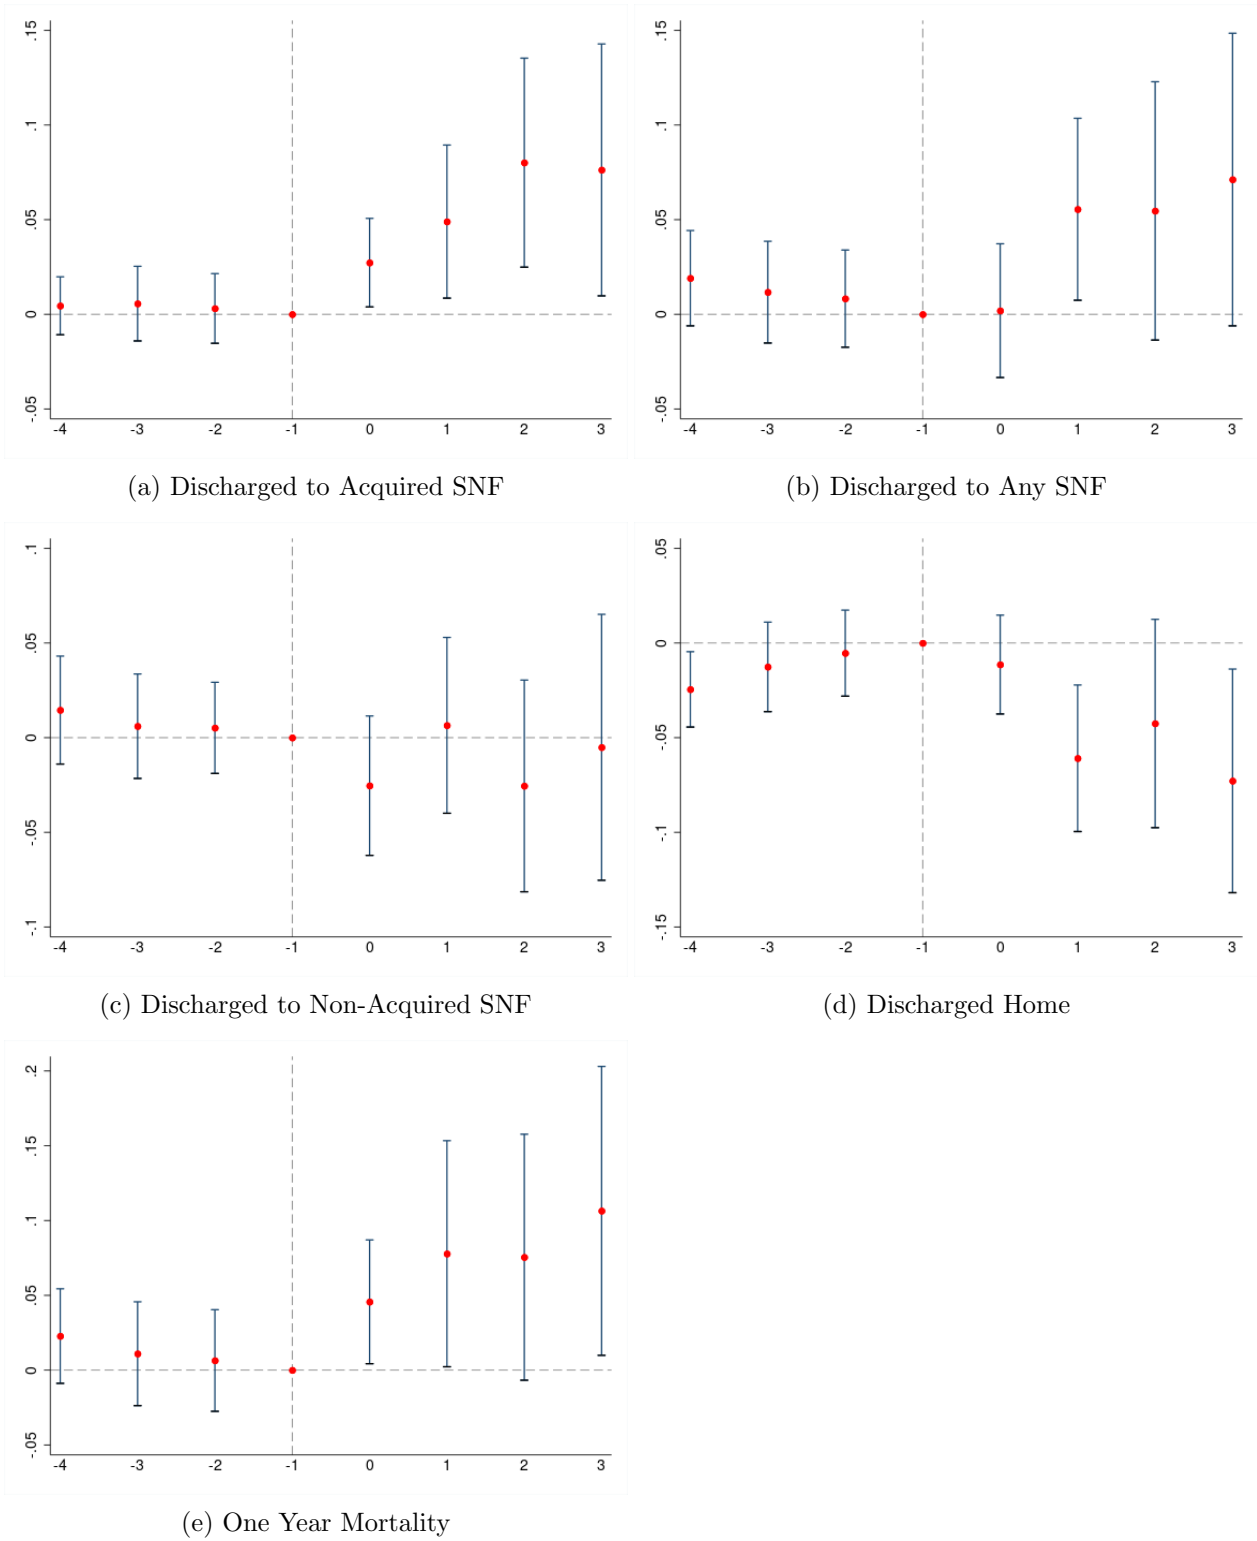 .15
.1
.05
0
-.05
-4 -3 -2 -1 0 1 2 3
(a) Discharged to Acquired SNF
.15
.1
.05
0
-.05
-4 -3 -2 -1 0 1 2 3
(b) Discharged to Any SNF
.1
.05
0
-.05
-.1
-4 -3 -2 -1 0 1 2 3
(c) Discharged to Non-Acquired SNF
.05
0
-.05
-.1
-.15
-4 -3 -2 -1 0 1 2 3
(d) Discharged Home
.2
.15
.1
.05
0
-.05
-4 -3 -2 -1 0 1 2 3
(e) One Year Mortality